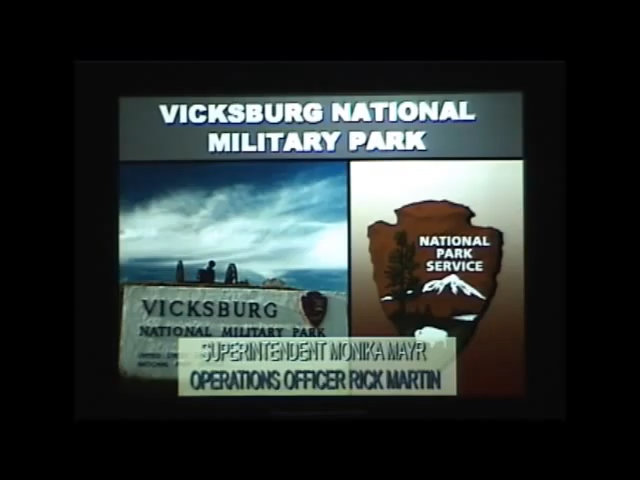 VICKSBURG NATIONAL
MILITARY PARK
VICKSBURG
NATIONAL MILITARY PARK
NATIONAL
PARK
SERVICE
SUPERINTENDENT MONIKA MAYR
OPERATIONS OFFICER RICK MARTIN